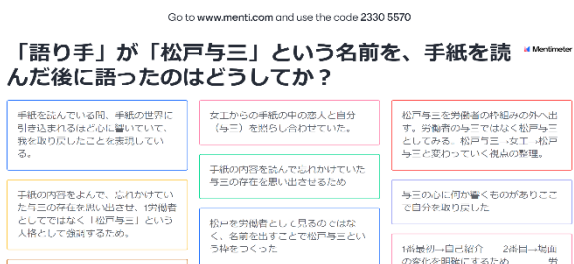 Go to www.menti.com and use the code 2330 5570
「語り手」が「松戸与三」という名前を、手紙を読
んだ後に語ったのはどうしてか？
Mentimeter
手紙を読んでいる間、手紙の世界に
引き込まれるほど心に響いていて、
我を取り戻したことを表現してい
る。
手紙の内容をよんで、忘れかけてい
た与三の存在を思い出させ、1労働者
としてではなく「松戸与三」という
人格として強調するため。
女工からの手紙の中の恋人と自分
（与三）を照らし合わせていた。
手紙の内容を読んで忘れかけていた
与三の存在を思い出させるため
松戸を労働者として見るのではな
く、名前を出すことで松戸与三とい
う枠をつくった
松戸与三を労働者の枠組みの外へ出
す。労働者の与三ではなく松戸与三
としてみる。松戸与三→女工→松戸
与三と変わっていく視点の整理。
与三の心に何か響くものがありここ
で自分を取り戻した
1番最初→自己紹介 2番目→場面
の変化を明確にするため 労